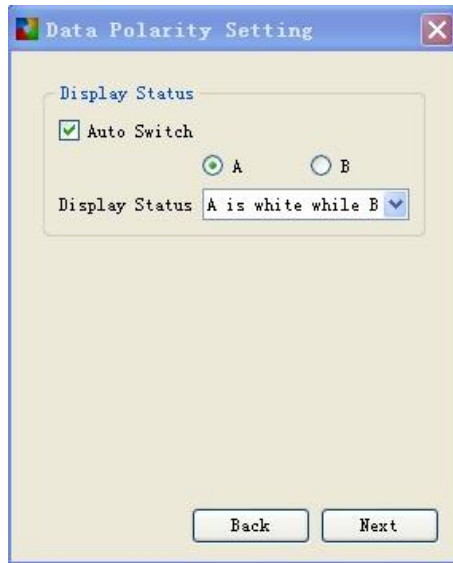 Data Polarity Setting
Display Status
Auto Switch
A B
Display Status A is white while B
Back Next